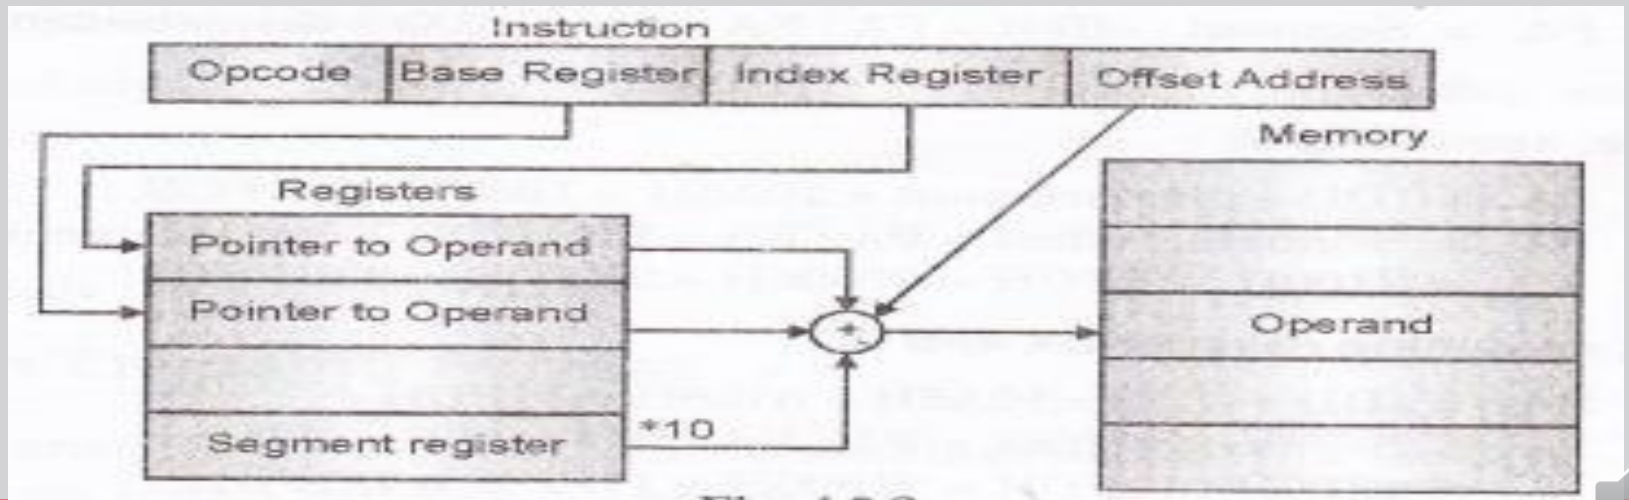 Instruction
Opcode Base Register Index Register Offset Address
Memory
Registers
Pointer to Operand
Pointer to Operand
Operand
+
*10
Segment register